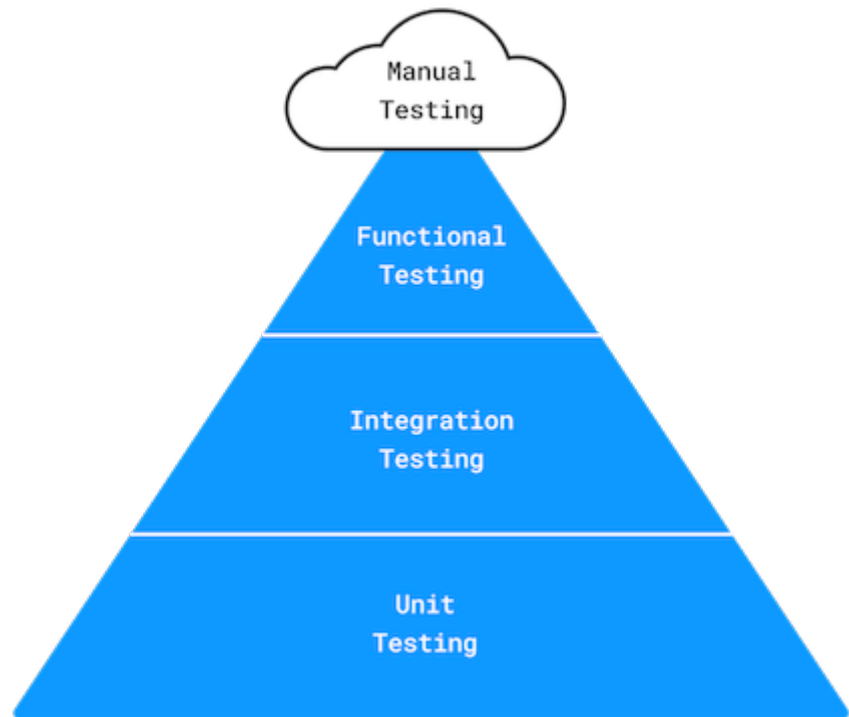 Manual
Testing
Functional
Testing
Integration
Testing
Unit
Testing